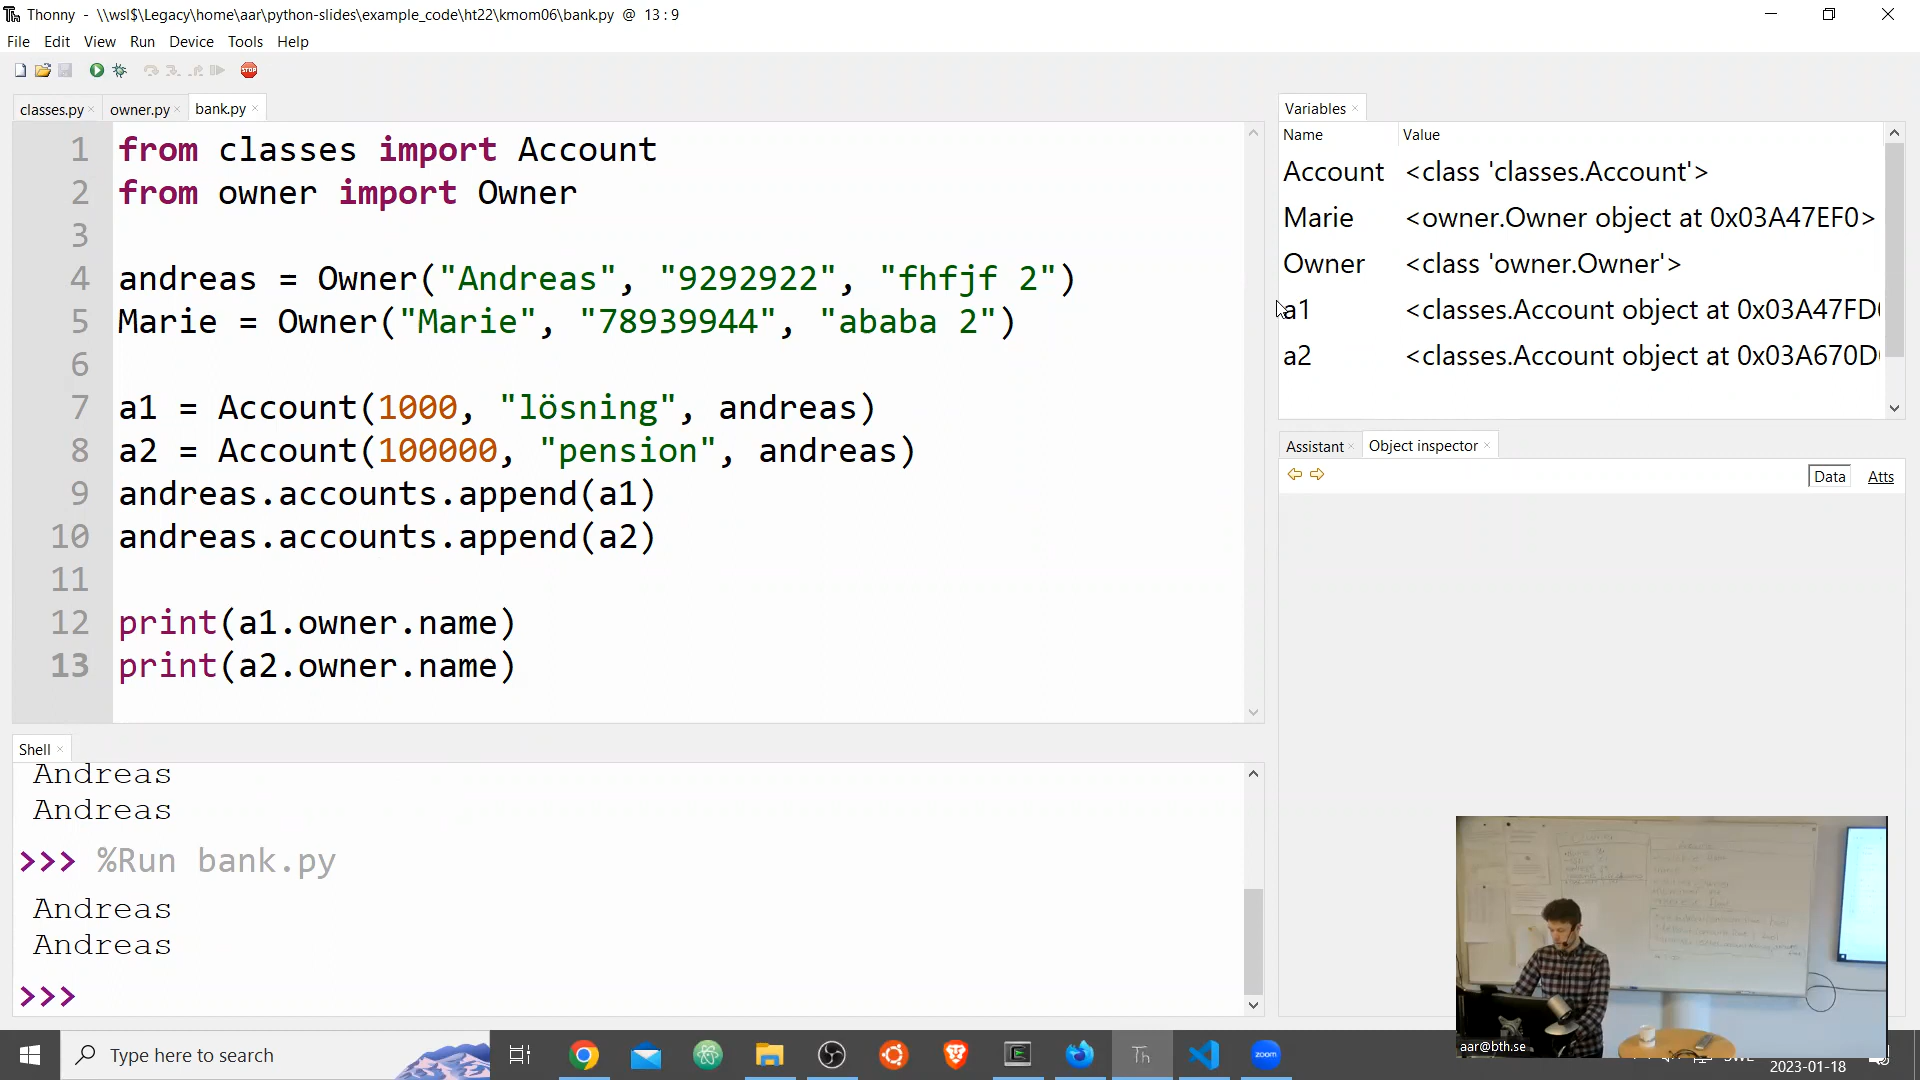 Th Thonny - \\wsl$\Legacy\home\aar\python-slides\example_code\ht22\kmom06\bank.py @ 13 : 9
File Edit View Run Device Tools Help
STOP
classes.py × owner.py × bank.py ×
1 from classes import Account
2 from owner import Owner
3
4 andreas = Owner("Andreas", "9292922", "fhfjf 2")
5 Marie = Owner("Marie", "78939944", "ababa 2")
6
7 a1 = Account(1000, "lösning", andreas)
8 a2 = Account(100000, "pension", andreas)
9 andreas.accounts.append(a1)
10 andreas.accounts.append(a2)
11
12 print(a1.owner.name)
13 print(a2.owner.name)
Shell ×
Andreas
Andreas
>>> %Run bank.py
Andreas
Andreas
>>>
Variables ×
Name Value
Account <class 'classes.Account'>
Marie <owner.Owner object at 0x03A47EF0>
Owner <class 'owner.Owner'>
a1 <classes.Account object at 0x03A47FD
a2 <classes.Account object at 0x03A670D
Assistant × Object inspector ×
Data Atts
aar@bth.se
Type here to search
Th
zoom
2023-01-18